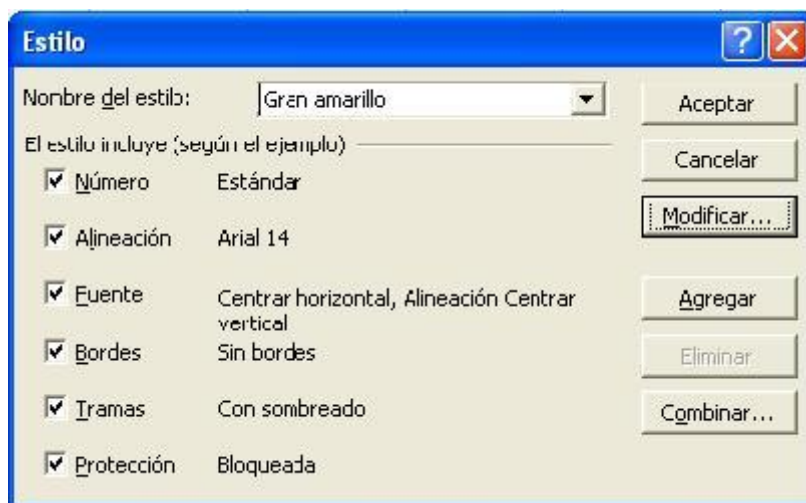 Estilo
Nombre del estilo: Gran amarillo
Aceptar
El estilo incluye (según el ejemplo)
Cancelar
Número Estándar
Modificar...
Alineación Arial 14
Fuente Centrar horizontal, Alineación Centrar
vertical
Agregar
Bordes Sin bordes
Eliminar
Tramas Con sombreado
Combinar...
Protección Bloqueada